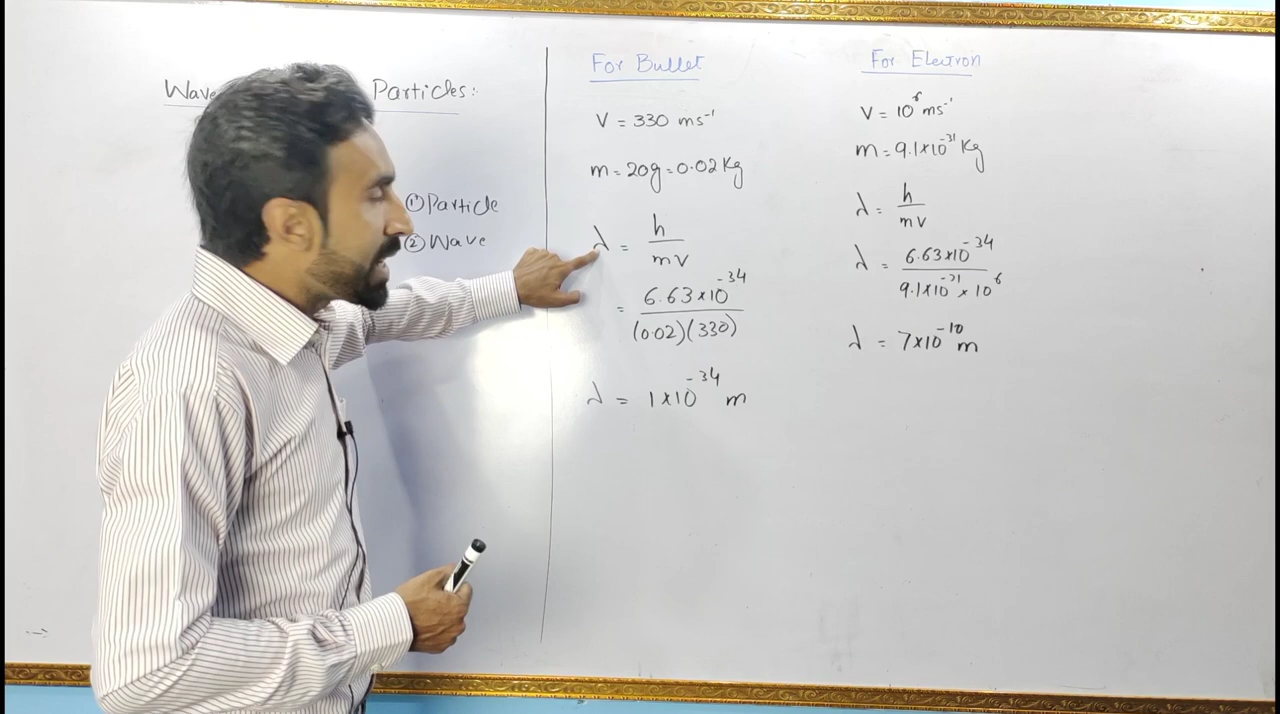 Wave Particles:
① Particle
② Wave
For Bullet
V = 330 ms⁻¹
m = 20g = 0.02 Kg
λ = h/mv
= 6.63×10⁻³⁴/(0.02)(330)
λ = 1×10⁻³⁴ m
For Electron
V = 10⁶ ms⁻¹
m = 9.1×10⁻³¹ Kg
λ = h/mv
λ = 6.63×10⁻³⁴/9.1×10⁻³¹ × 10⁶
λ = 7×10⁻¹⁰ m